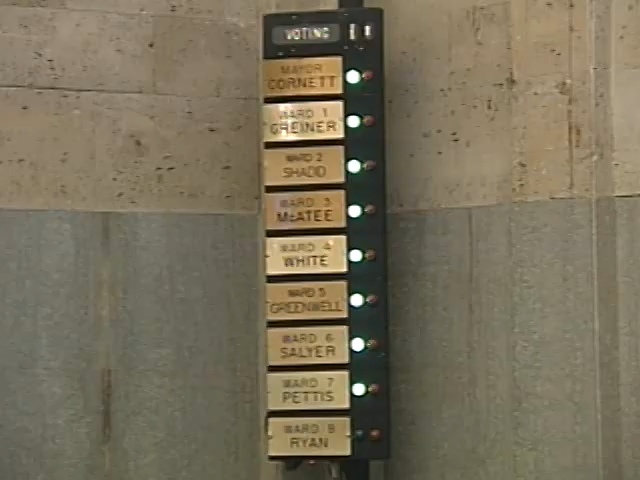 VOTING
MAYOR
CORNETT
WARD 1
GREINER
WARD 2
SHADID
WARD 3
McATEE
WARD 4
WHITE
WARD 5
GREENWELL
WARD 6
SALYER
WARD 7
PETTIS
WARD 8
RYAN